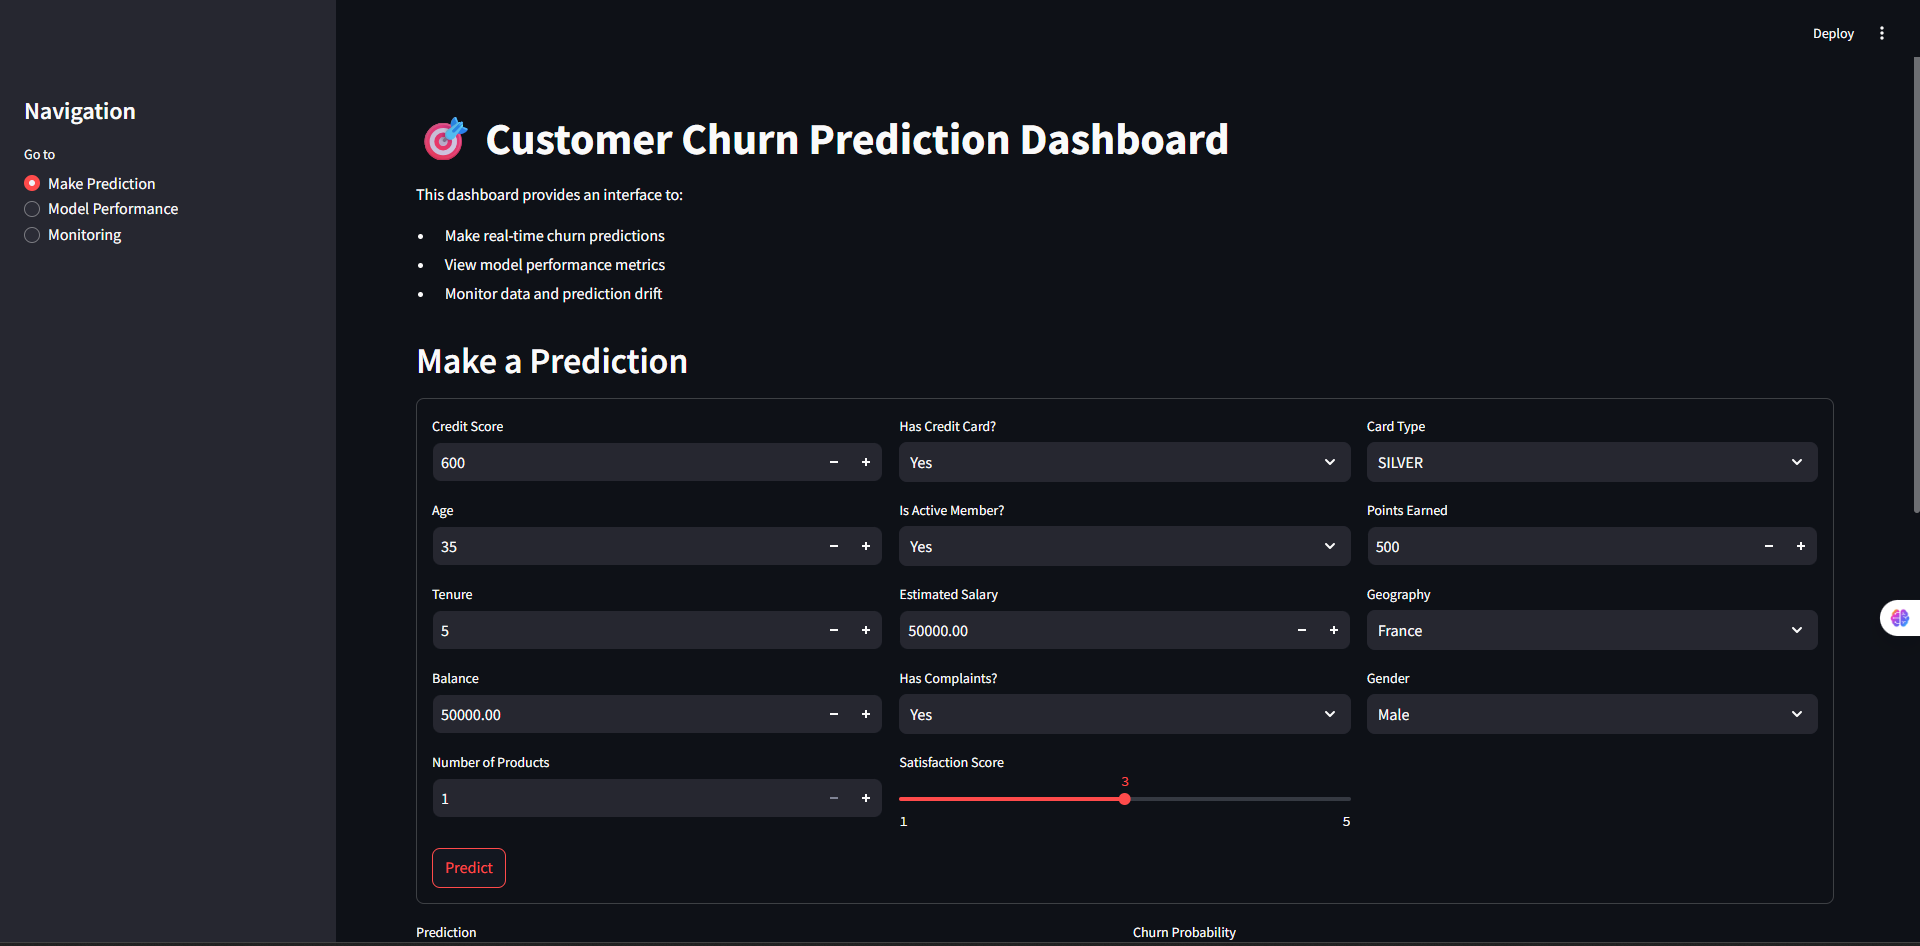 Deploy
Navigation
Go to
Make Prediction
Model Performance
Monitoring
Customer Churn Prediction Dashboard
This dashboard provides an interface to:
Make real-time churn predictions
View model performance metrics
Monitor data and prediction drift
Make a Prediction
Credit Score
600
Age
35
Tenure
5
Balance
50000.00
Number of Products
1
Has Credit Card?
Yes
Is Active Member?
Yes
Estimated Salary
50000.00
Has Complaints?
Yes
Satisfaction Score
3
1 5
Card Type
SILVER
Points Earned
500
Geography
France
Gender
Male
Predict
Prediction
Churn Probability